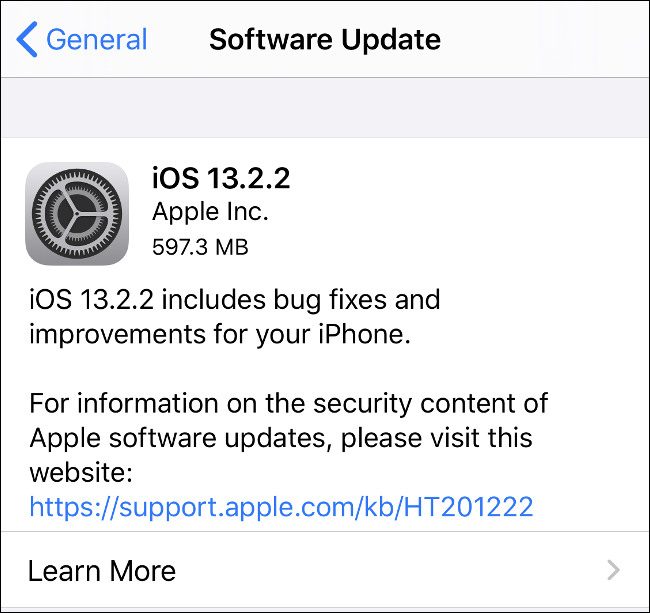 General
Software Update
iOS 13.2.2
Apple Inc.
597.3 MB
iOS 13.2.2 includes bug fixes and
improvements for your iPhone.
For information on the security content of
Apple software updates, please visit this
website:
https://support.apple.com/kb/HT201222
Learn More